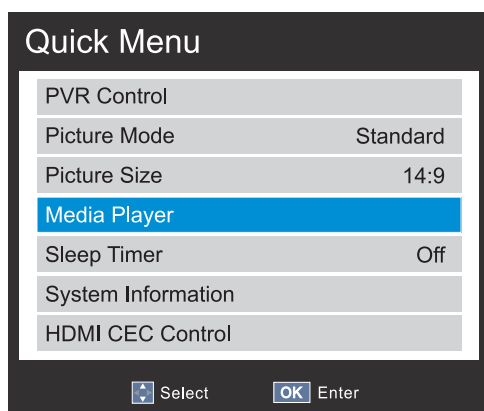 Quick Menu
PVR Control
Picture Mode Standard
Picture Size 14:9
Media Player
Sleep Timer Off
System Information
HDMI CEC Control
Select OK Enter